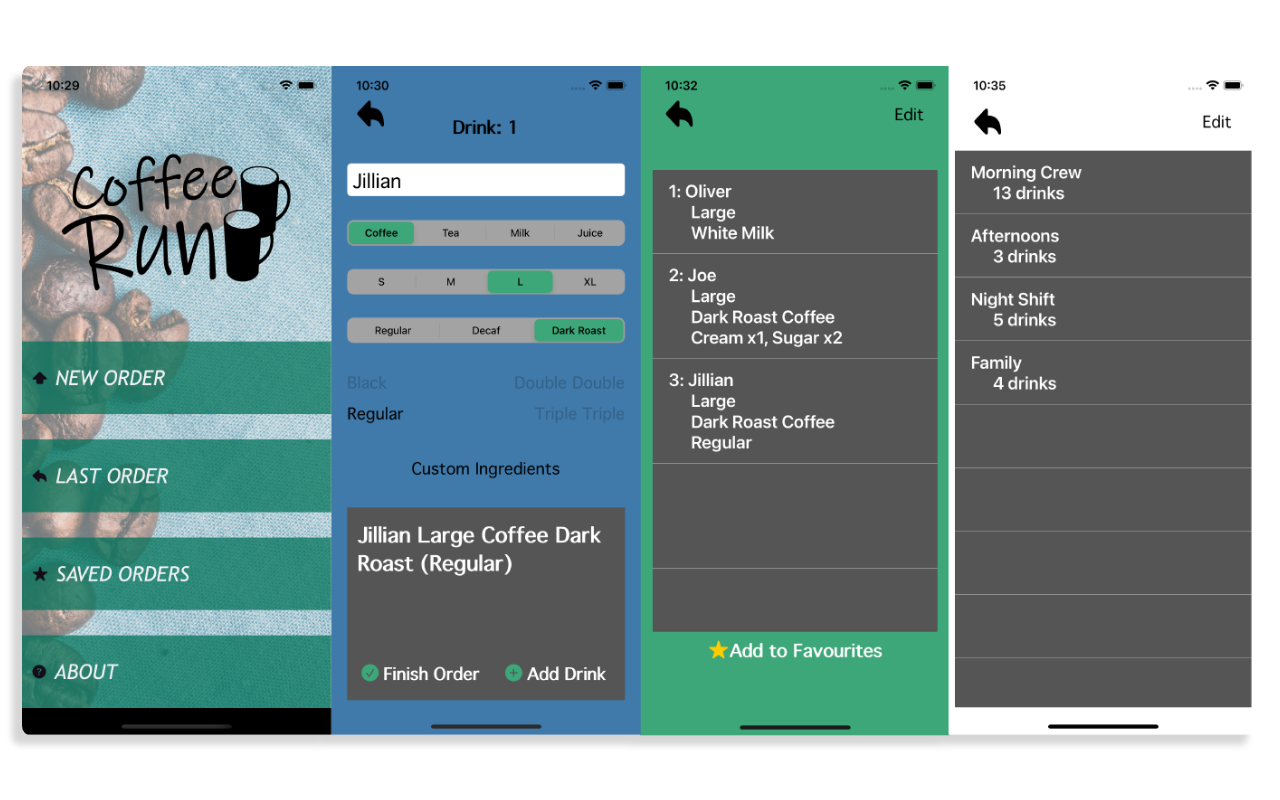 10:29
Coffee
Run
NEW ORDER
LAST ORDER
SAVED ORDERS
? ABOUT
10:30
Drink: 1
Jillian
Coffee Tea Milk Juice
S M L XL
Regular Decaf Dark Roast
Black Double Double
Regular Triple Triple
Custom Ingredients
Jillian Large Coffee Dark
Roast (Regular)
Finish Order Add Drink
10:32
Edit
1: Oliver
Large
White Milk
2: Joe
Large
Dark Roast Coffee
Cream x1, Sugar x2
3: Jillian
Large
Dark Roast Coffee
Regular
Add to Favourites
10:35
Edit
Morning Crew
13 drinks
Afternoons
3 drinks
Night Shift
5 drinks
Family
4 drinks